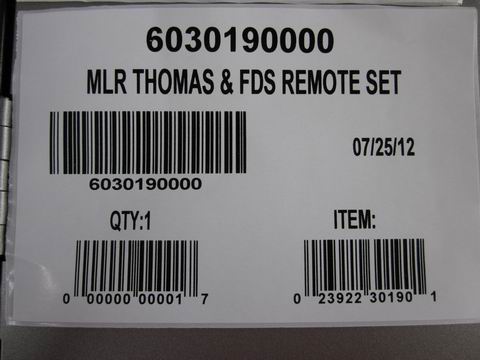 6030190000
MLR THOMAS & FDS REMOTE SET
07/25/12
6030190000
QTY:1 ITEM:
0 00000 00001 7 0 23922 30190 1